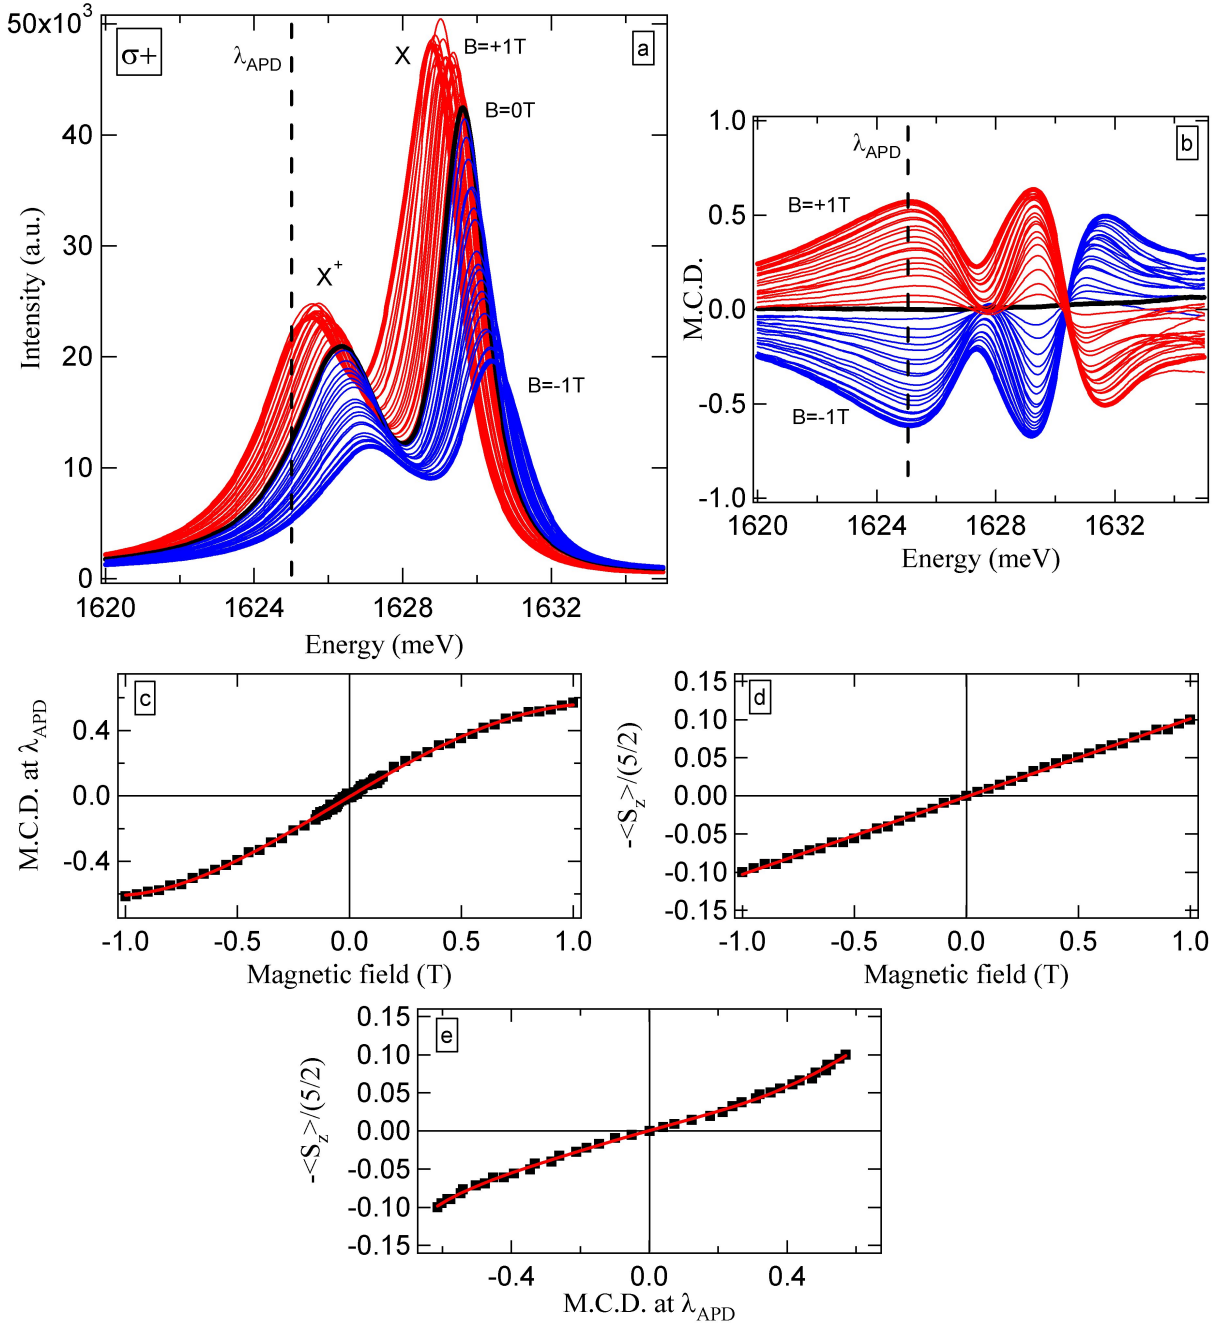 50x10³
σ+
λAPD
X
B=+1T
a
B=0T
40
30
X⁺
20
B=-1T
10
0
Intensity (a.u.)
1620
1624
1628
1632
Energy (meV)
1.0
λAPD
b
B=+1T
0.5
M.C.D.
0.0
-0.5
B=-1T
-1.0
1620
1624
1628
1632
Energy (meV)
c
0.4
0.0
-0.4
M.C.D. at λAPD
-1.0
-0.5
0.0
0.5
1.0
Magnetic field (T)
0.15
d
0.10
0.05
0.00
-0.05
-0.10
-0.15
-<Sz>/(5/2)
-1.0
-0.5
0.0
0.5
1.0
Magnetic field (T)
0.15
e
0.10
0.05
0.00
-0.05
-0.10
-0.15
-<Sz>/(5/2)
-0.4
0.0
0.4
M.C.D. at λAPD